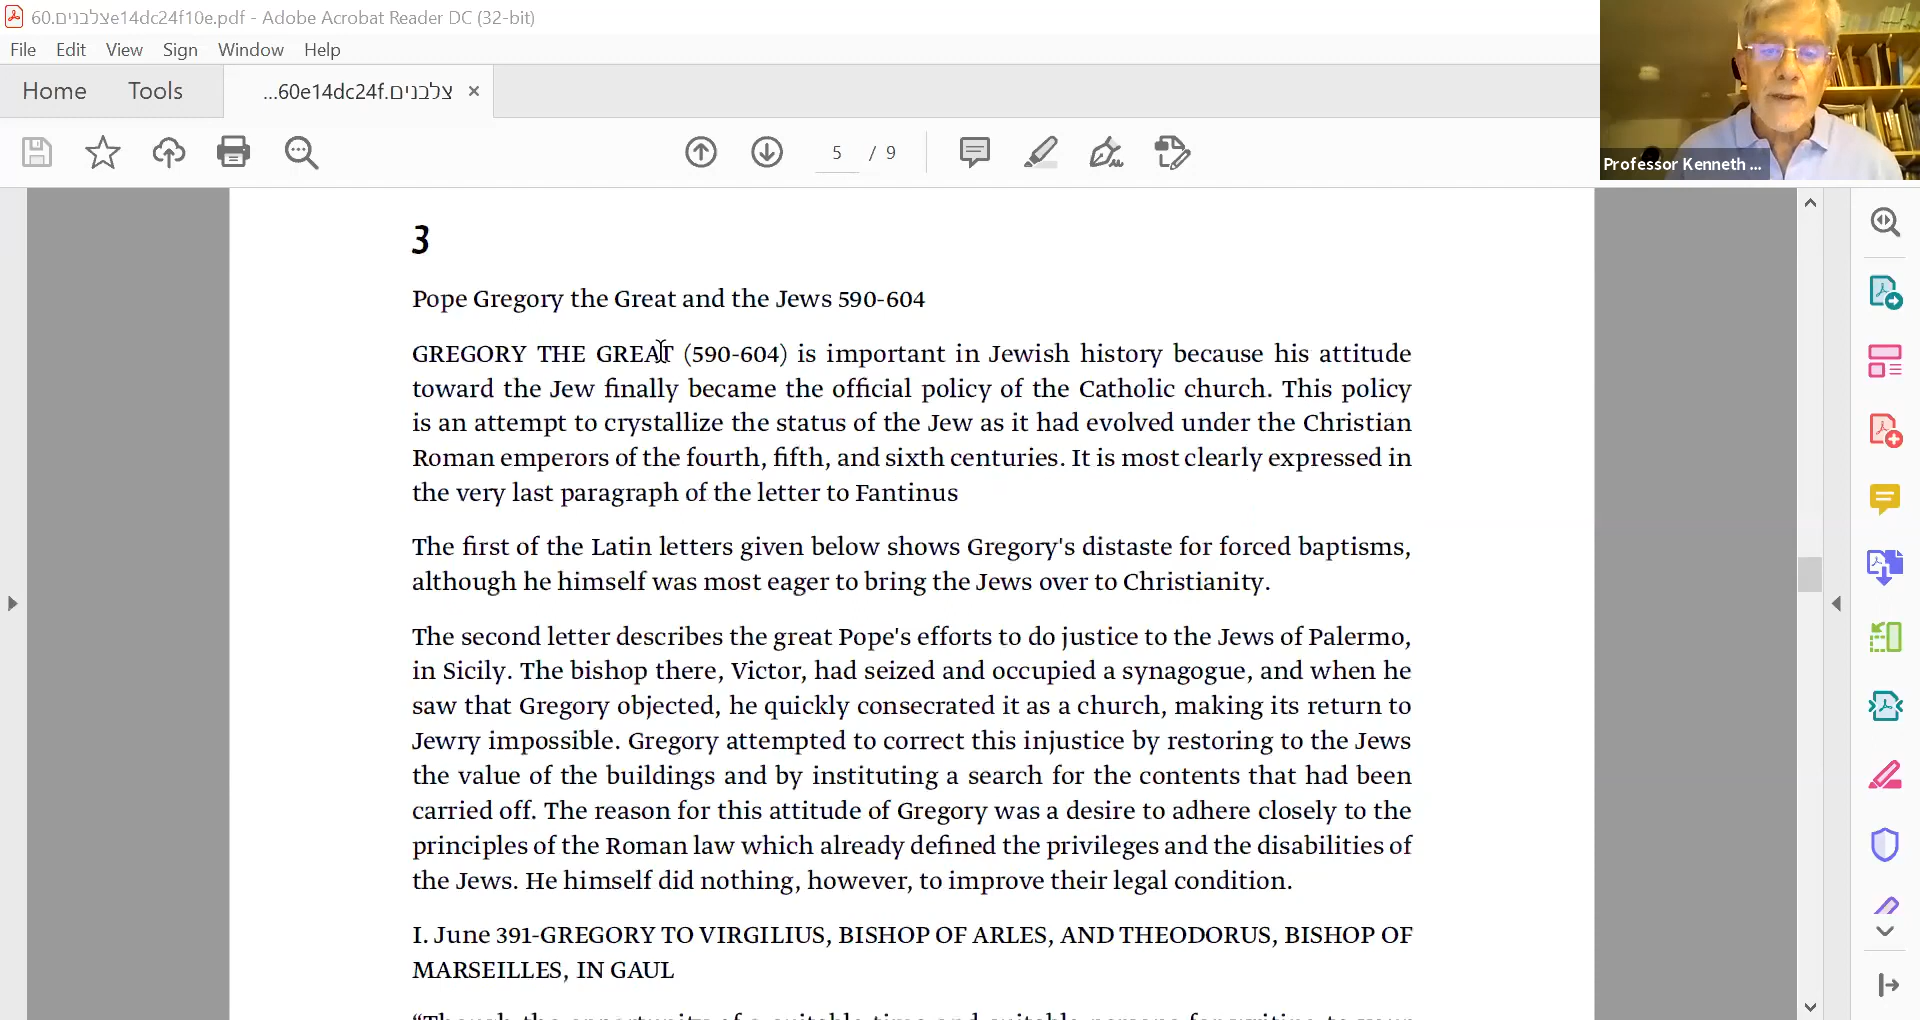 60.צלבניםe14dc24f10e.pdf - Adobe Acrobat Reader DC (32-bit)
File Edit View Sign Window Help
Home Tools ...60e14dc24f.צלבנים ×
5 / 9
Professor Kenneth ...
3
Pope Gregory the Great and the Jews 590-604
GREGORY THE GREAT (590-604) is important in Jewish history because his attitude
toward the Jew finally became the official policy of the Catholic church. This policy
is an attempt to crystallize the status of the Jew as it had evolved under the Christian
Roman emperors of the fourth, fifth, and sixth centuries. It is most clearly expressed in
the very last paragraph of the letter to Fantinus
The first of the Latin letters given below shows Gregory's distaste for forced baptisms,
although he himself was most eager to bring the Jews over to Christianity.
The second letter describes the great Pope's efforts to do justice to the Jews of Palermo,
in Sicily. The bishop there, Victor, had seized and occupied a synagogue, and when he
saw that Gregory objected, he quickly consecrated it as a church, making its return to
Jewry impossible. Gregory attempted to correct this injustice by restoring to the Jews
the value of the buildings and by instituting a search for the contents that had been
carried off. The reason for this attitude of Gregory was a desire to adhere closely to the
principles of the Roman law which already defined the privileges and the disabilities of
the Jews. He himself did nothing, however, to improve their legal condition.
I. June 391-GREGORY TO VIRGILIUS, BISHOP OF ARLES, AND THEODORUS, BISHOP OF
MARSEILLES, IN GAUL